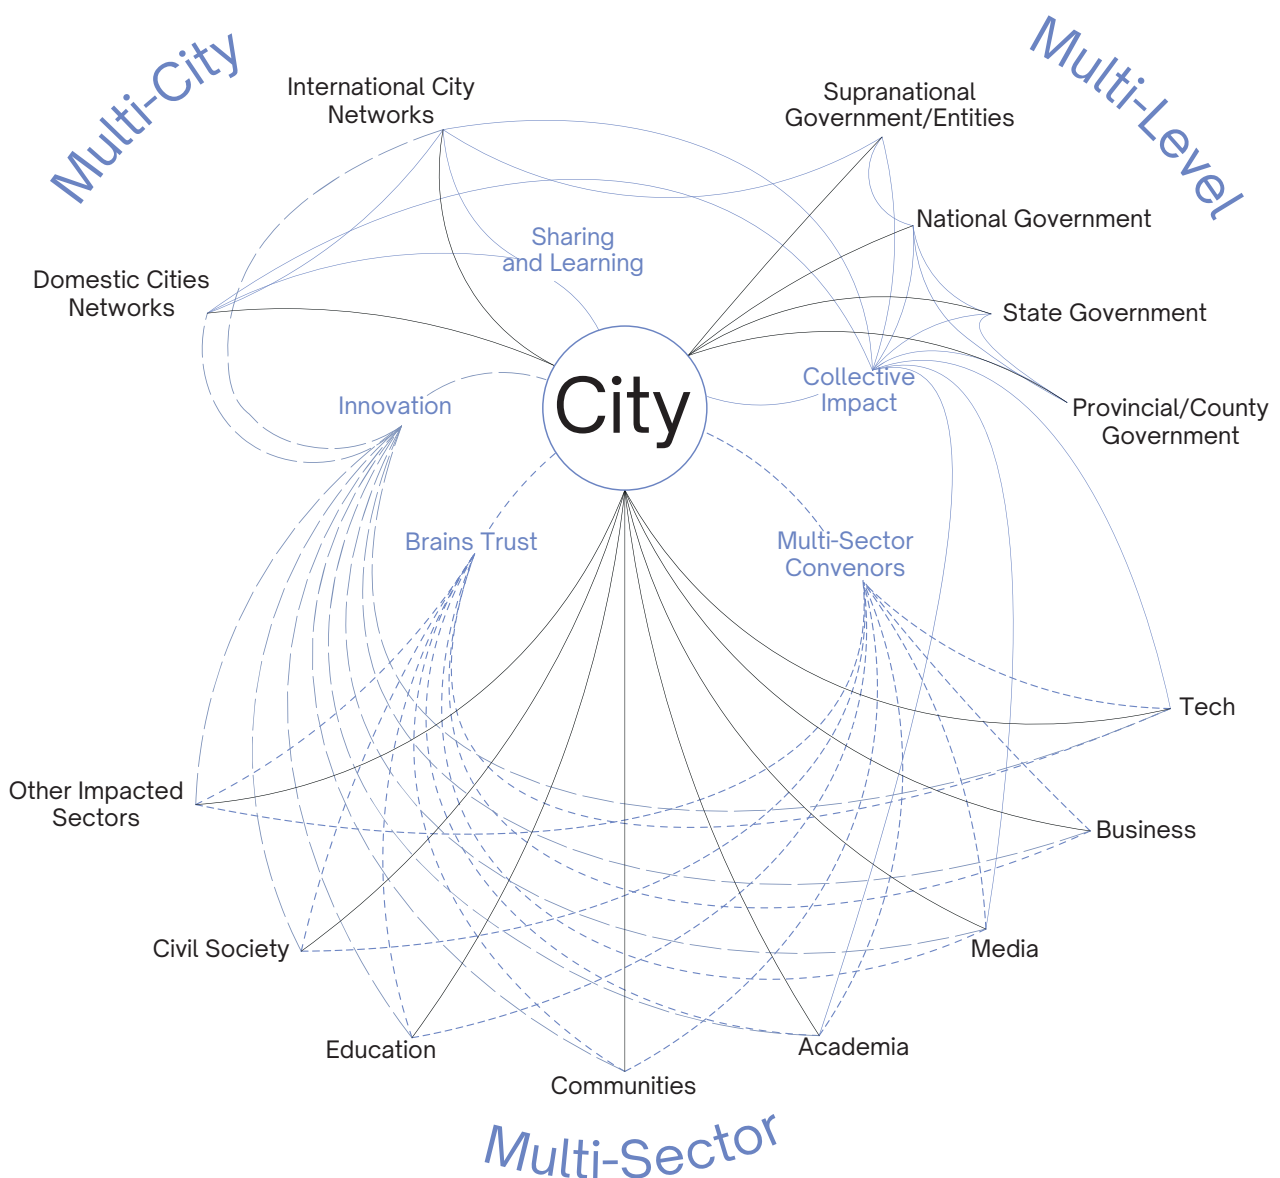 Multi-City
Multi-Level
International City
Networks
Supranational
Government/Entities
National Government
Sharing
and Learning
Domestic Cities
Networks
State Government
Collective
Impact
Innovation
City
Provincial/County
Government
Brains Trust
Multi-Sector
Convenors
Tech
Other Impacted
Sectors
Business
Civil Society
Media
Education
Academia
Communities
Multi-Sector